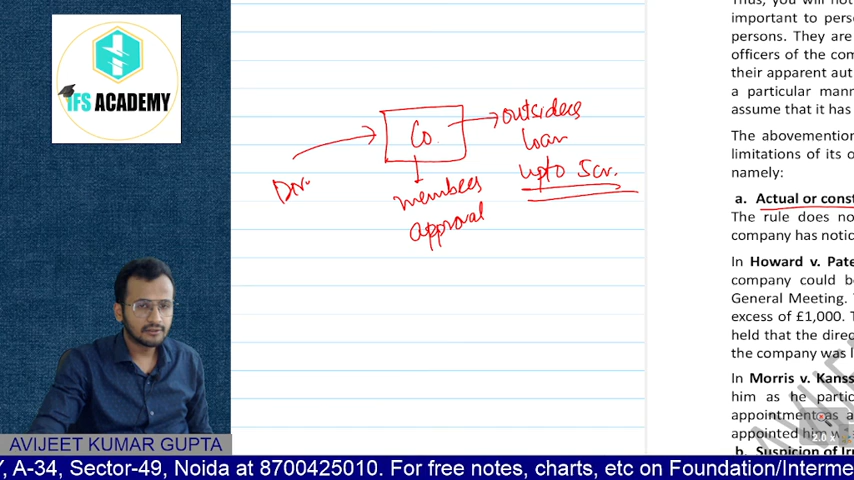 IFS ACADEMY
Co
outsiders
loan
upto 5cr.
Dir.
members
approval
Thus, you will not
important to pers
persons. They are
officers of the com
their apparent aut
a particular mann
assume that it has
The abovemention
limitations of its o
namely:
a. Actual or const
The rule does no
company has notic
In Howard v. Pate
company could be
General Meeting.
excess of £1,000. T
held that the direc
the company was l
In Morris v. Kanss
him as he partic
appointment as a
appointed him w
b. Suspicion of Irr
2.0 x
AVIJEET KUMAR GUPTA
Y, A-34, Sector-49, Noida at 8700425010. For free notes, charts, etc on Foundation/Interme